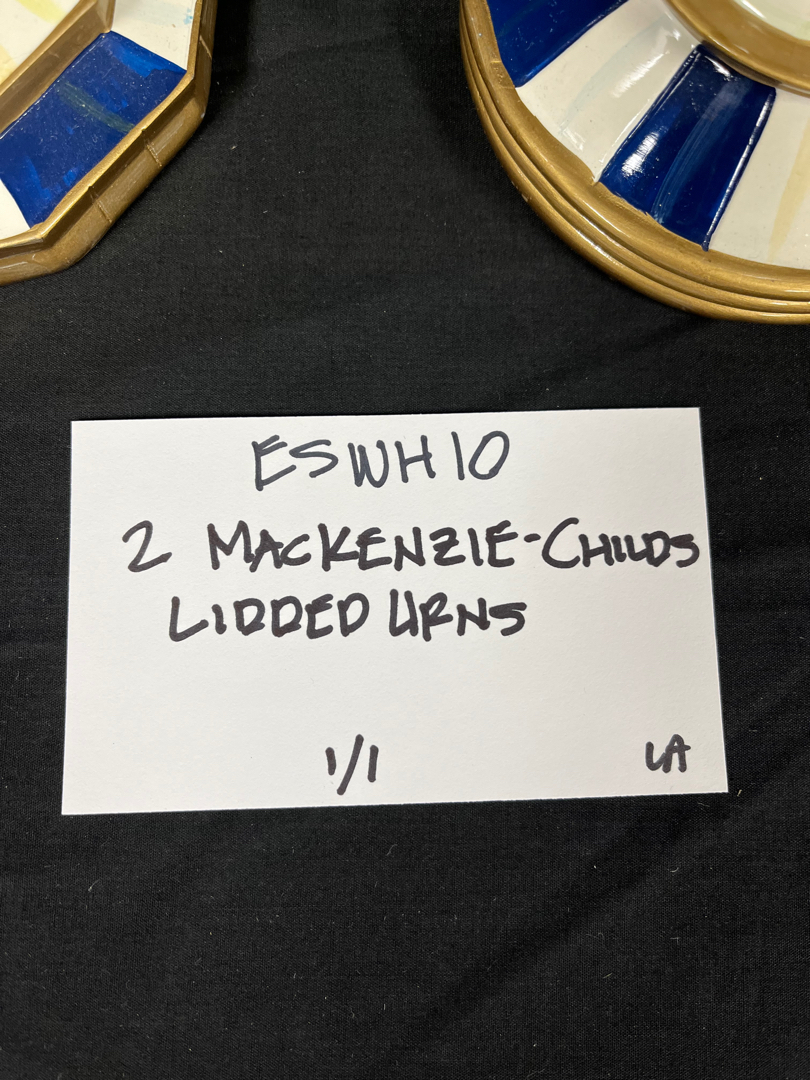 ESWH10
2 MACKENZIE-CHILDS
LIDDED URNS
1/1 LA